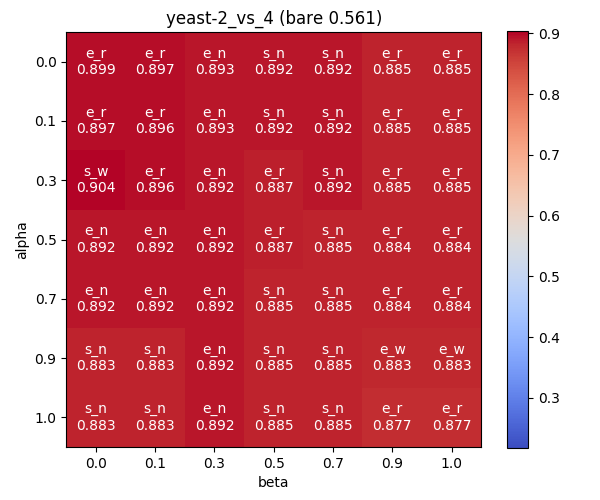 yeast-2_vs_4 (bare 0.561)
0.0 e_r e_r e_n s_n s_n e_r e_r
0.899 0.897 0.893 0.892 0.892 0.885 0.885
0.1 e_r e_r e_n s_n s_n e_r e_r
0.897 0.896 0.893 0.892 0.892 0.885 0.885
0.3 s_w e_r e_n e_r s_n e_r e_r
0.904 0.896 0.892 0.887 0.892 0.885 0.885
0.5 e_n e_n e_n e_r s_n e_r e_r
0.892 0.892 0.892 0.887 0.885 0.884 0.884
0.7 e_n e_n e_n s_n s_n e_r e_r
0.892 0.892 0.892 0.885 0.885 0.884 0.884
0.9 s_n s_n e_n s_n s_n e_w e_w
0.883 0.883 0.892 0.885 0.885 0.883 0.883
1.0 s_n s_n e_n s_n s_n e_r e_r
0.883 0.883 0.892 0.885 0.885 0.877 0.877
alpha
0.0 0.1 0.3 0.5 0.7 0.9 1.0
beta
0.9
0.8
0.7
0.6
0.5
0.4
0.3